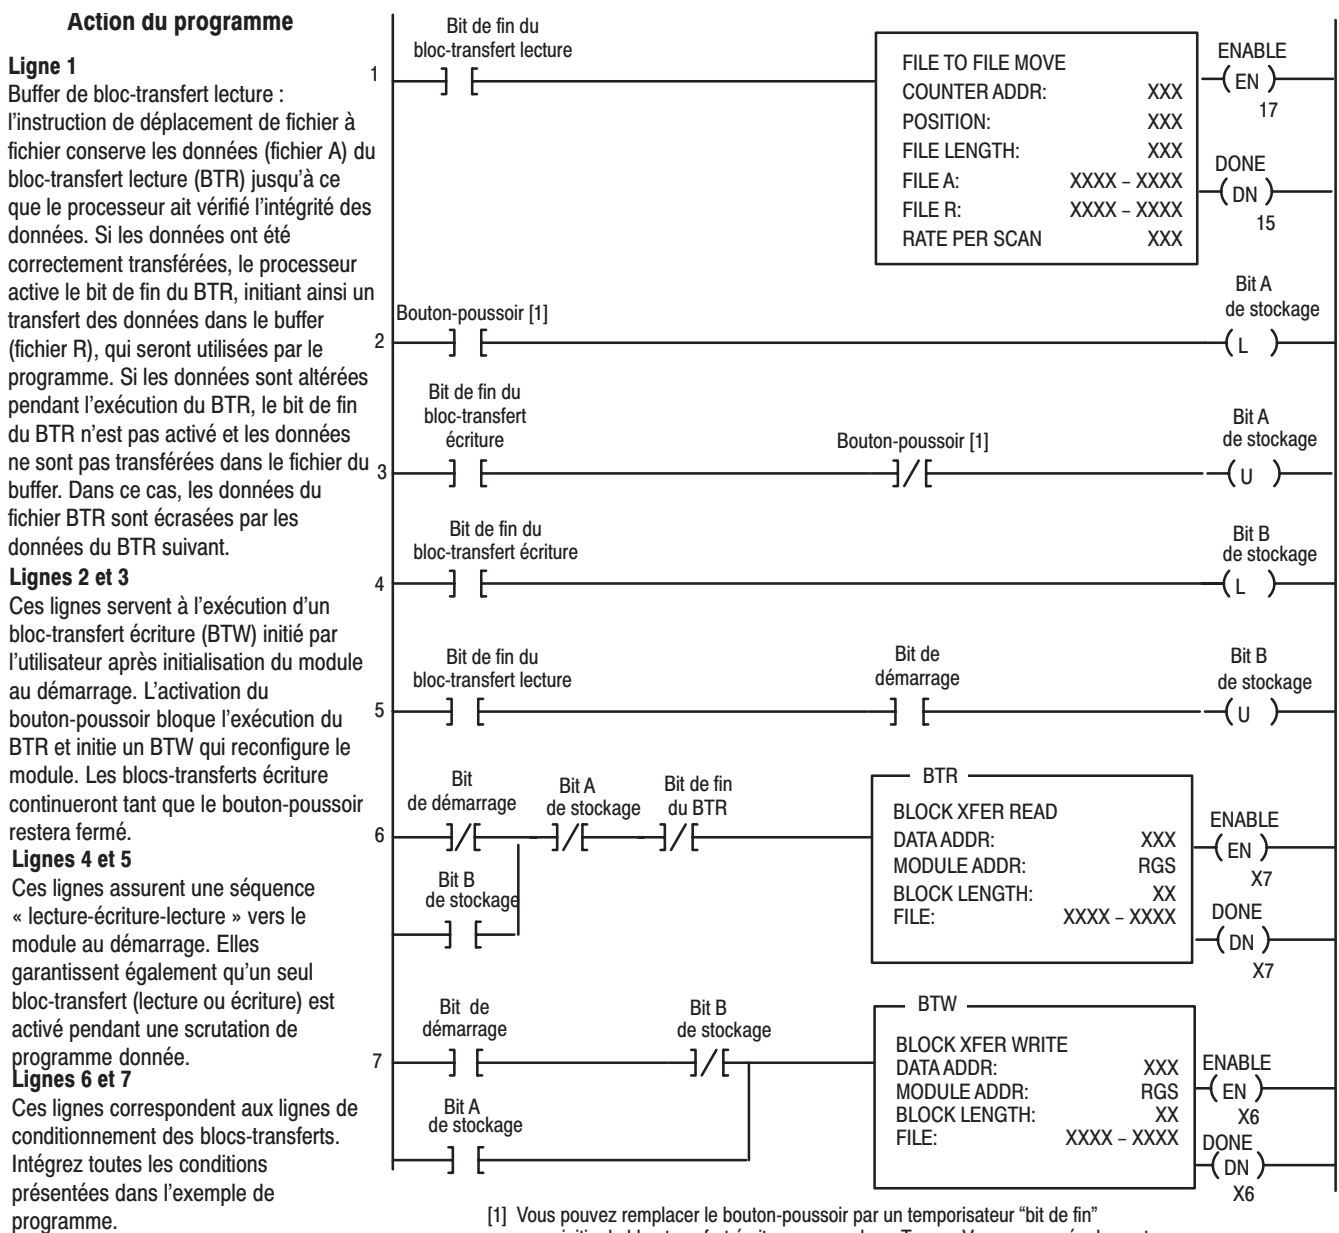 Action du programme
Ligne 1
Buffer de bloc-transfert lecture :
l'instruction de déplacement de fichier à
fichier conserve les données (fichier A) du
bloc-transfert lecture (BTR) jusqu'à ce
que le processeur ait vérifié l'intégrité des
données. Si les données ont été
correctement transférées, le processeur
active le bit de fin du BTR, initiant ainsi un
transfert des données dans le buffer
(fichier R), qui seront utilisées par le
programme. Si les données sont altérées
pendant l'exécution du BTR, le bit de fin
du BTR n'est pas activé et les données
ne sont pas transférées dans le fichier du
buffer. Dans ce cas, les données du
fichier BTR sont écrasées par les
données du BTR suivant.
Lignes 2 et 3
Ces lignes servent à l'exécution d'un
bloc-transfert écriture (BTW) initié par
l'utilisateur après initialisation du module
au démarrage. L'activation du
bouton-poussoir bloque l'exécution du
BTR et initie un BTW qui reconfigure le
module. Les blocs-transferts écriture
continueront tant que le bouton-poussoir
restera fermé.
Lignes 4 et 5
Ces lignes assurent une séquence
« lecture-écriture-lecture » vers le
module au démarrage. Elles
garantissent également qu'un seul
bloc-transfert (lecture ou écriture) est
activé pendant une scrutation de
programme donnée.
Lignes 6 et 7
Ces lignes correspondent aux lignes de
conditionnement des blocs-transferts.
Intégrez toutes les conditions
présentées dans l'exemple de
programme.
1
Bit de fin du
bloc-transfert lecture
FILE TO FILE MOVE
COUNTER ADDR: XXX
POSITION: XXX
FILE LENGTH: XXX
FILE A: XXXX – XXXX
FILE R: XXXX – XXXX
RATE PER SCAN XXX
ENABLE
EN
17
DONE
DN
15
2
Bouton-poussoir [1]
Bit A
de stockage
L
3
Bit de fin du
bloc-transfert
écriture
Bouton-poussoir [1]
Bit A
de stockage
U
4
Bit de fin du
bloc-transfert écriture
Bit B
de stockage
L
5
Bit de fin du
bloc-transfert lecture
Bit de
démarrage
Bit B
de stockage
U
6
Bit
de démarrage
Bit A
de stockage
Bit de fin
du BTR
Bit B
de stockage
BTR
BLOCK XFER READ
DATA ADDR: XXX
MODULE ADDR: RGS
BLOCK LENGTH: XX
FILE: XXXX – XXXX
ENABLE
EN
X7
DONE
DN
X7
7
Bit de
démarrage
Bit B
de stockage
Bit A
de stockage
BTW
BLOCK XFER WRITE
DATA ADDR: XXX
MODULE ADDR: RGS
BLOCK LENGTH: XX
FILE: XXXX – XXXX
ENABLE
EN
X6
DONE
DN
X6
[1] Vous pouvez remplacer le bouton-poussoir par un temporisateur “bit de fin”